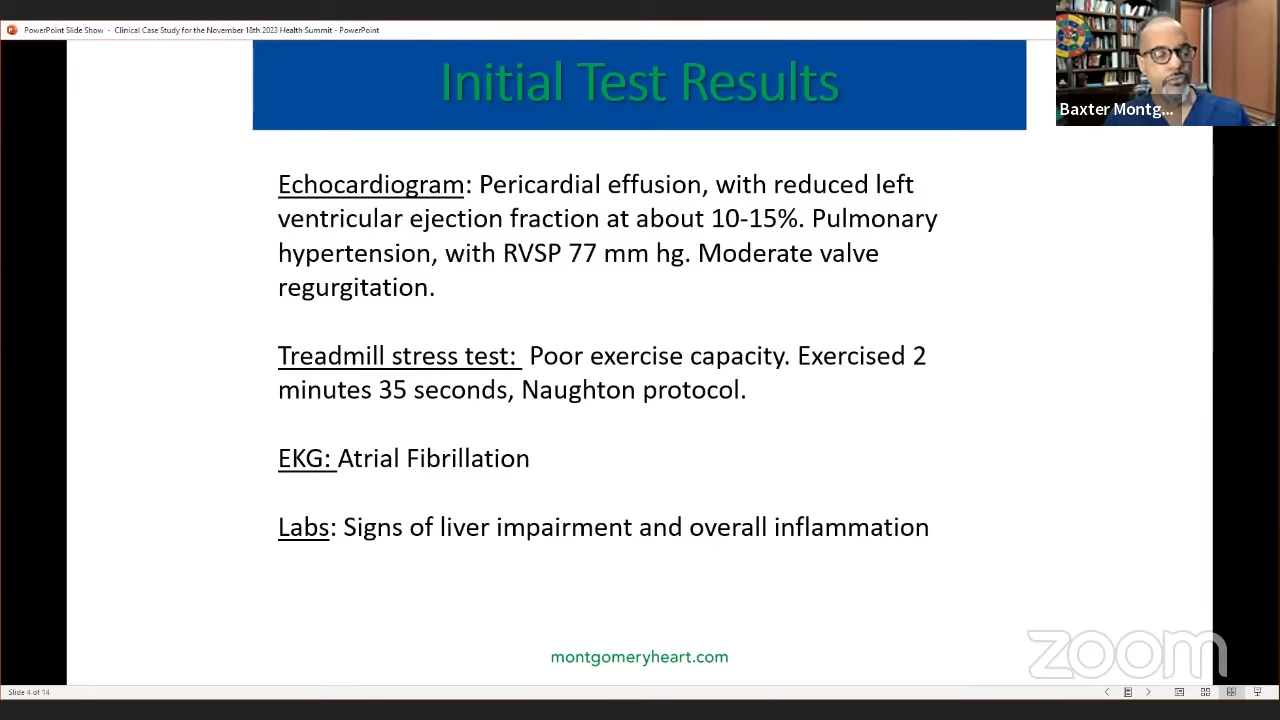 PowerPoint Slide Show - Clinical Case Study for the November 18th 2023 Health Summit - PowerPoint
Baxter Montg...
Initial Test Results
Echocardiogram: Pericardial effusion, with reduced left
ventricular ejection fraction at about 10-15%. Pulmonary
hypertension, with RVSP 77 mm hg. Moderate valve
regurgitation.
Treadmill stress test: Poor exercise capacity. Exercised 2
minutes 35 seconds, Naughton protocol.
EKG: Atrial Fibrillation
Labs: Signs of liver impairment and overall inflammation
montgomeryheart.com
zoom
Slide 4 of 14